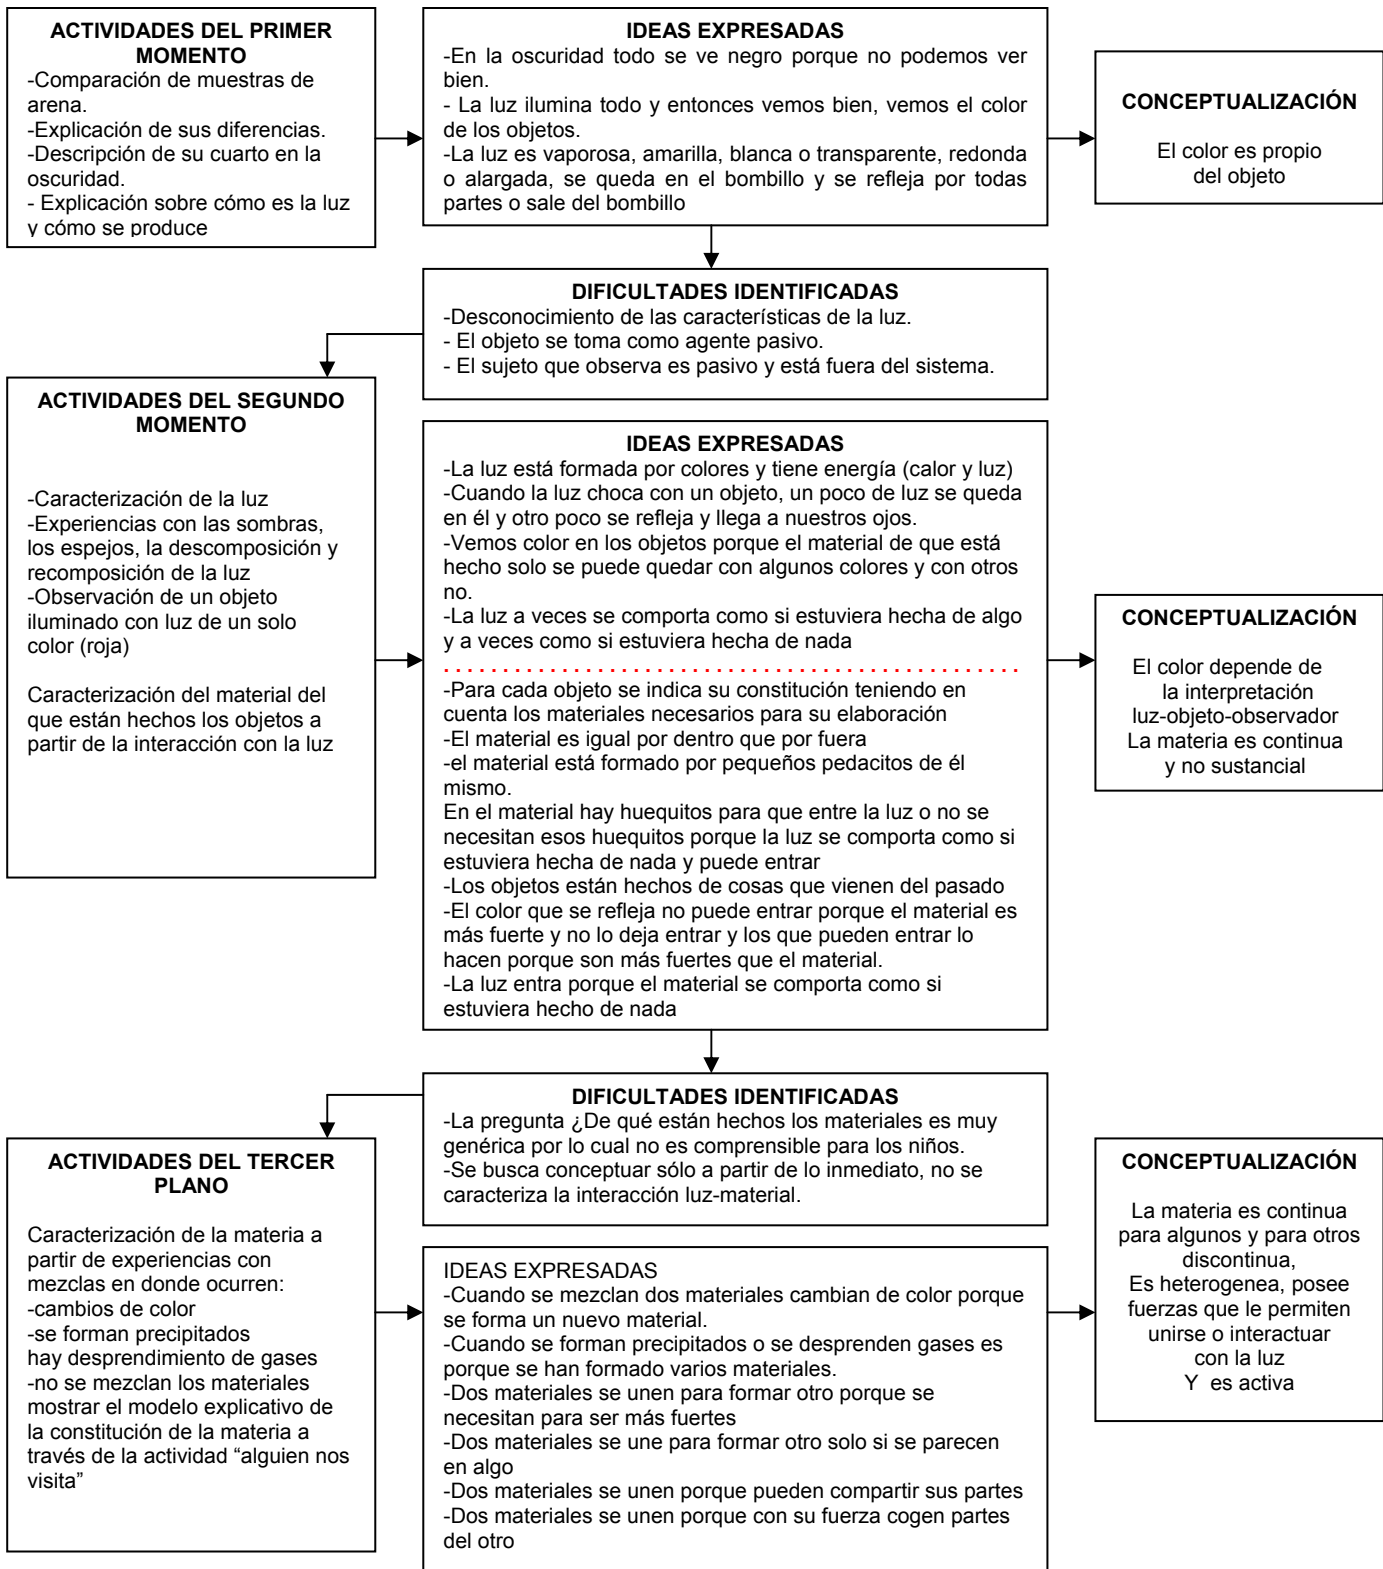 ACTIVIDADES DEL PRIMER
MOMENTO
-Comparación de muestras de
arena.
-Explicación de sus diferencias.
-Descripción de su cuarto en la
oscuridad.
- Explicación sobre cómo es la luz
y cómo se produce
IDEAS EXPRESADAS
-En la oscuridad todo se ve negro porque no podemos ver
bien.
- La luz ilumina todo y entonces vemos bien, vemos el color
de los objetos.
-La luz es vaporosa, amarilla, blanca o transparente, redonda
o alargada, se queda en el bombillo y se refleja por todas
partes o sale del bombillo
CONCEPTUALIZACIÓN
El color es propio
del objeto
DIFICULTADES IDENTIFICADAS
-Desconocimiento de las características de la luz.
- El objeto se toma como agente pasivo.
- El sujeto que observa es pasivo y está fuera del sistema.
ACTIVIDADES DEL SEGUNDO
MOMENTO
-Caracterización de la luz
-Experiencias con las sombras,
los espejos, la descomposición y
recomposición de la luz
-Observación de un objeto
iluminado con luz de un solo
color (roja)
Caracterización del material del
que están hechos los objetos a
partir de la interacción con la luz
IDEAS EXPRESADAS
-La luz está formada por colores y tiene energía (calor y luz)
-Cuando la luz choca con un objeto, un poco de luz se queda
en él y otro poco se refleja y llega a nuestros ojos.
-Vemos color en los objetos porque el material de que está
hecho solo se puede quedar con algunos colores y con otros
no.
-La luz a veces se comporta como si estuviera hecha de algo
y a veces como si estuviera hecha de nada
-Para cada objeto se indica su constitución teniendo en
cuenta los materiales necesarios para su elaboración
-El material es igual por dentro que por fuera
-el material está formado por pequeños pedacitos de él
mismo.
En el material hay huequitos para que entre la luz o no se
necesitan esos huequitos porque la luz se comporta como si
estuviera hecha de nada y puede entrar
-Los objetos están hechos de cosas que vienen del pasado
-El color que se refleja no puede entrar porque el material es
más fuerte y no lo deja entrar y los que pueden entrar lo
hacen porque son más fuertes que el material.
-La luz entra porque el material se comporta como si
estuviera hecho de nada
CONCEPTUALIZACIÓN
El color depende de
la interpretación
luz-objeto-observador
La materia es continua
y no sustancial
DIFICULTADES IDENTIFICADAS
-La pregunta ¿De qué están hechos los materiales es muy
genérica por lo cual no es comprensible para los niños.
-Se busca conceptuar sólo a partir de lo inmediato, no se
caracteriza la interacción luz-material.
ACTIVIDADES DEL TERCER
PLANO
Caracterización de la materia a
partir de experiencias con
mezclas en donde ocurren:
-cambios de color
-se forman precipitados
hay desprendimiento de gases
-no se mezclan los materiales
mostrar el modelo explicativo de
la constitución de la materia a
través de la actividad “alguien nos
visita”
IDEAS EXPRESADAS
-Cuando se mezclan dos materiales cambian de color porque
se forma un nuevo material.
-Cuando se forman precipitados o se desprenden gases es
porque se han formado varios materiales.
-Dos materiales se unen para formar otro porque se
necesitan para ser más fuertes
-Dos materiales se une para formar otro solo si se parecen
en algo
-Dos materiales se unen porque pueden compartir sus partes
-Dos materiales se unen porque con su fuerza cogen partes
del otro
CONCEPTUALIZACIÓN
La materia es continua
para algunos y para otros
discontinua,
Es heterogenea, posee
fuerzas que le permiten
unirse o interactuar
con la luz
Y es activa